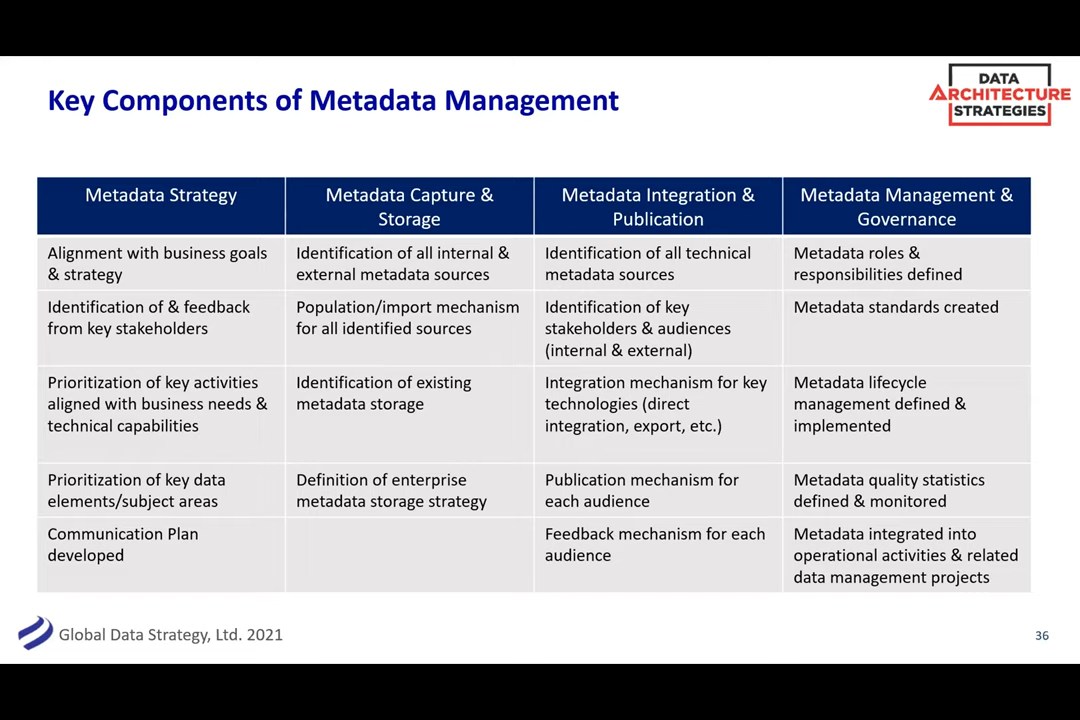 Key Components of Metadata Management
DATA
ARCHITECTURE
STRATEGIES
Metadata Strategy
Metadata Capture &
Storage
Metadata Integration &
Publication
Metadata Management &
Governance
Alignment with business goals
& strategy
Identification of all internal &
external metadata sources
Identification of all technical
metadata sources
Metadata roles &
responsibilities defined
Identification of & feedback
from key stakeholders
Population/import mechanism
for all identified sources
Identification of key
stakeholders & audiences
(internal & external)
Metadata standards created
Prioritization of key activities
aligned with business needs &
technical capabilities
Identification of existing
metadata storage
Integration mechanism for key
technologies (direct
integration, export, etc.)
Metadata lifecycle
management defined &
implemented
Prioritization of key data
elements/subject areas
Definition of enterprise
metadata storage strategy
Publication mechanism for
each audience
Metadata quality statistics
defined & monitored
Communication Plan
developed
Feedback mechanism for each
audience
Metadata integrated into
operational activities & related
data management projects
Global Data Strategy, Ltd. 2021
36